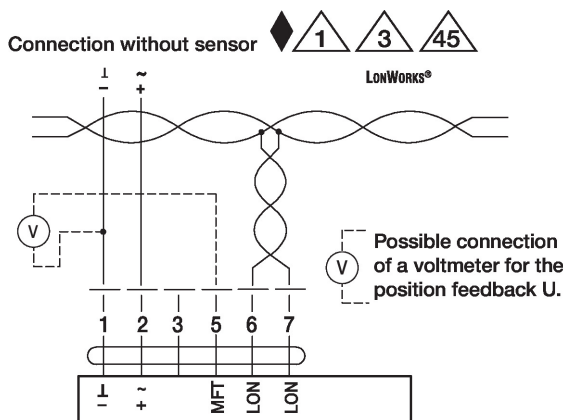 Connection without sensor 1 3 45
LONWORKS®
⊥ ~
– +
V
V
Possible connection
of a voltmeter for the
position feedback U.
1 2 3 5 6 7
⊥ ~ MFT LON LON
– +